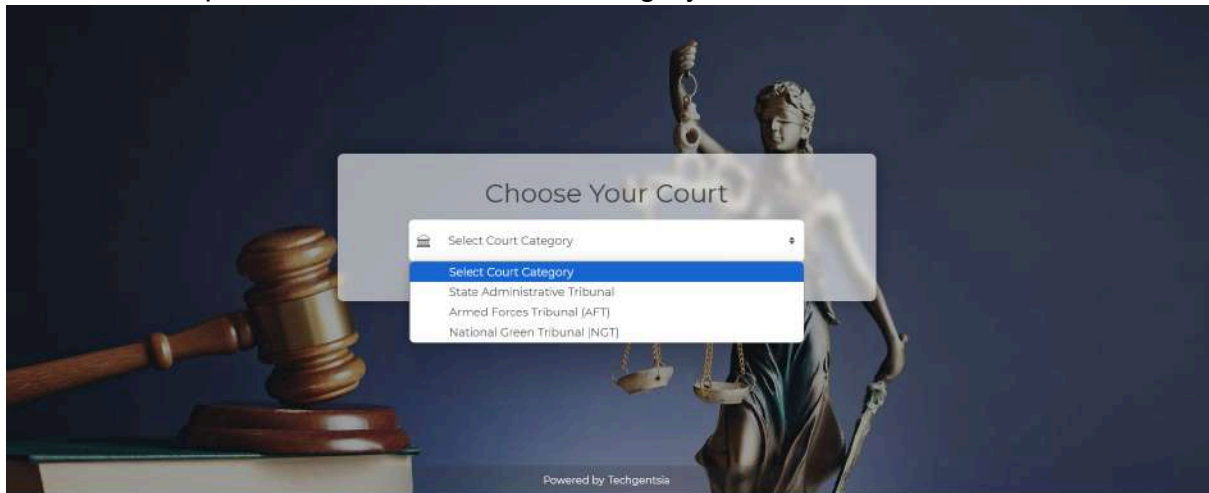 Choose Your Court
Select Court Category
Select Court Category
State Administrative Tribunal
Armed Forces Tribunal (AFT)
National Green Tribunal |NGT)
Powered by Techgentsia